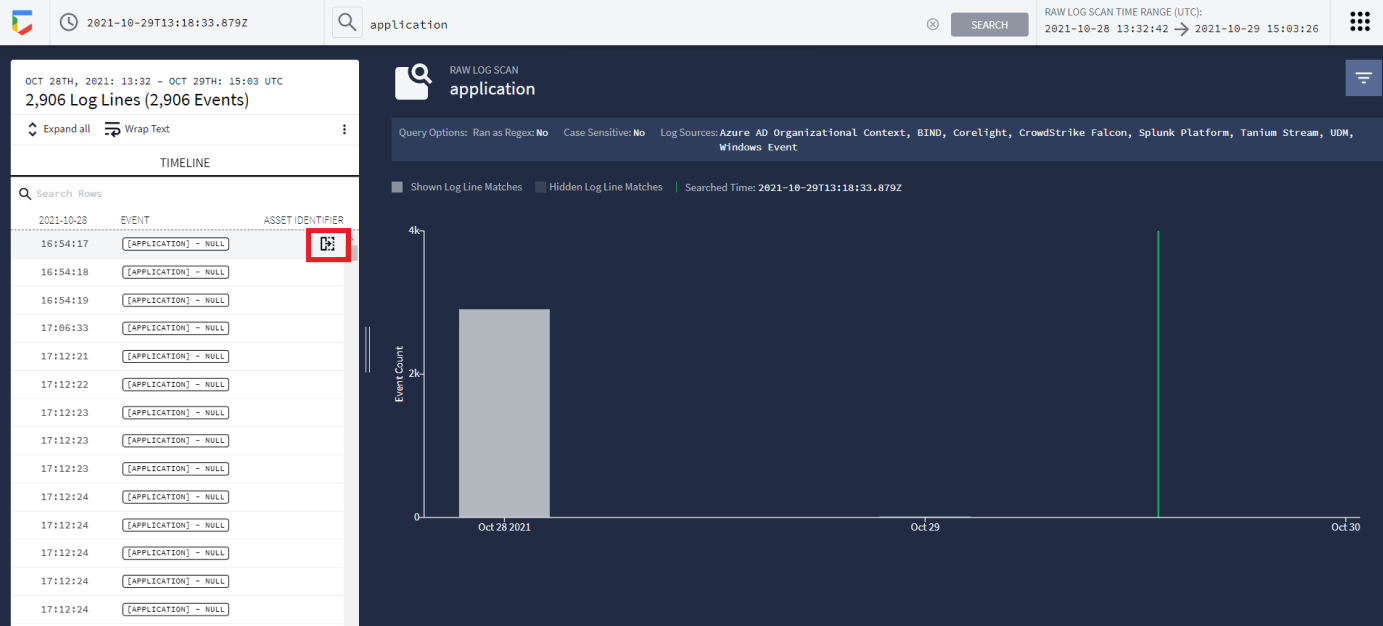 2021-10-29T13:18:33.879Z
application
SEARCH
RAW LOG SCAN TIME RANGE (UTC):
2021-10-28 13:32:42 → 2021-10-29 15:03:26
OCT 28TH, 2021: 13:32 – OCT 29TH: 15:03 UTC
2,906 Log Lines (2,906 Events)
Expand all Wrap Text
TIMELINE
Search Rows
2021-10-28 EVENT ASSET IDENTIFIER
16:54:17 [APPLICATION] – NULL
16:54:18 [APPLICATION] – NULL
16:54:19 [APPLICATION] – NULL
17:06:33 [APPLICATION] – NULL
17:12:21 [APPLICATION] – NULL
17:12:22 [APPLICATION] – NULL
17:12:23 [APPLICATION] – NULL
17:12:23 [APPLICATION] – NULL
17:12:23 [APPLICATION] – NULL
17:12:24 [APPLICATION] – NULL
17:12:24 [APPLICATION] – NULL
17:12:24 [APPLICATION] – NULL
17:12:24 [APPLICATION] – NULL
17:12:24 [APPLICATION] – NULL
RAW LOG SCAN
application
Query Options: Ran as Regex: No Case Sensitive: No Log Sources: Azure AD Organizational Context, BIND, Corelight, CrowdStrike Falcon, Splunk Platform, Tanium Stream, UDM,
Windows Event
Shown Log Line Matches Hidden Log Line Matches Searched Time: 2021-10-29T13:18:33.879Z
4k
Event Count
2k
0
Oct 28 2021 Oct 29 Oct 30